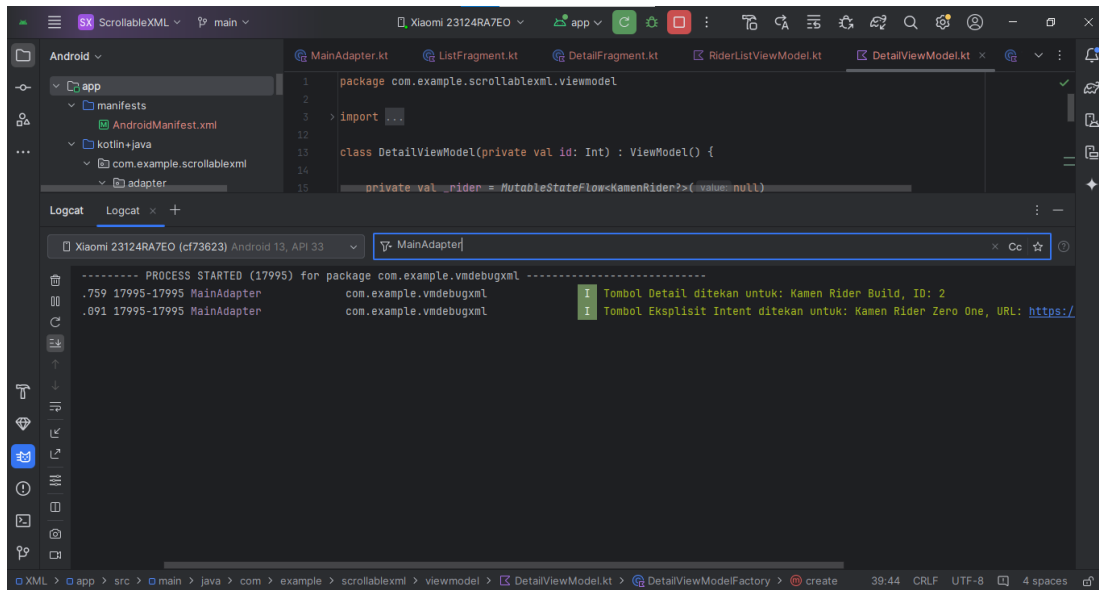 SX ScrollableXML main Xiaomi 23124RA7EO app
Android
MainAdapter.kt ListFragment.kt DetailFragment.kt RiderListViewModel.kt DetailViewModel.kt
app
manifests
AndroidManifest.xml
kotlin+java
com.example.scrollablexml
adapter
1 package com.example.scrollablexml.viewmodel
2
3 import ...
12
13 class DetailViewModel(private val id: Int) : ViewModel() {
14
15 private val _rider = MutableStateFlow<KamenRider?>( value: null)
Logcat Logcat
Xiaomi 23124RA7EO (cf73623) Android 13, API 33 MainAdapter Cc
--------- PROCESS STARTED (17995) for package com.example.vmdebugxml ----------------------------
.759 17995-17995 MainAdapter com.example.vmdebugxml I Tombol Detail ditekan untuk: Kamen Rider Build, ID: 2
.091 17995-17995 MainAdapter com.example.vmdebugxml I Tombol Eksplisit Intent ditekan untuk: Kamen Rider Zero One, URL: https:/
XML > app > src > main > java > com > example > scrollablexml > viewmodel > DetailViewModel.kt > DetailViewModelFactory > create 39:44 CRLF UTF-8 4 spaces